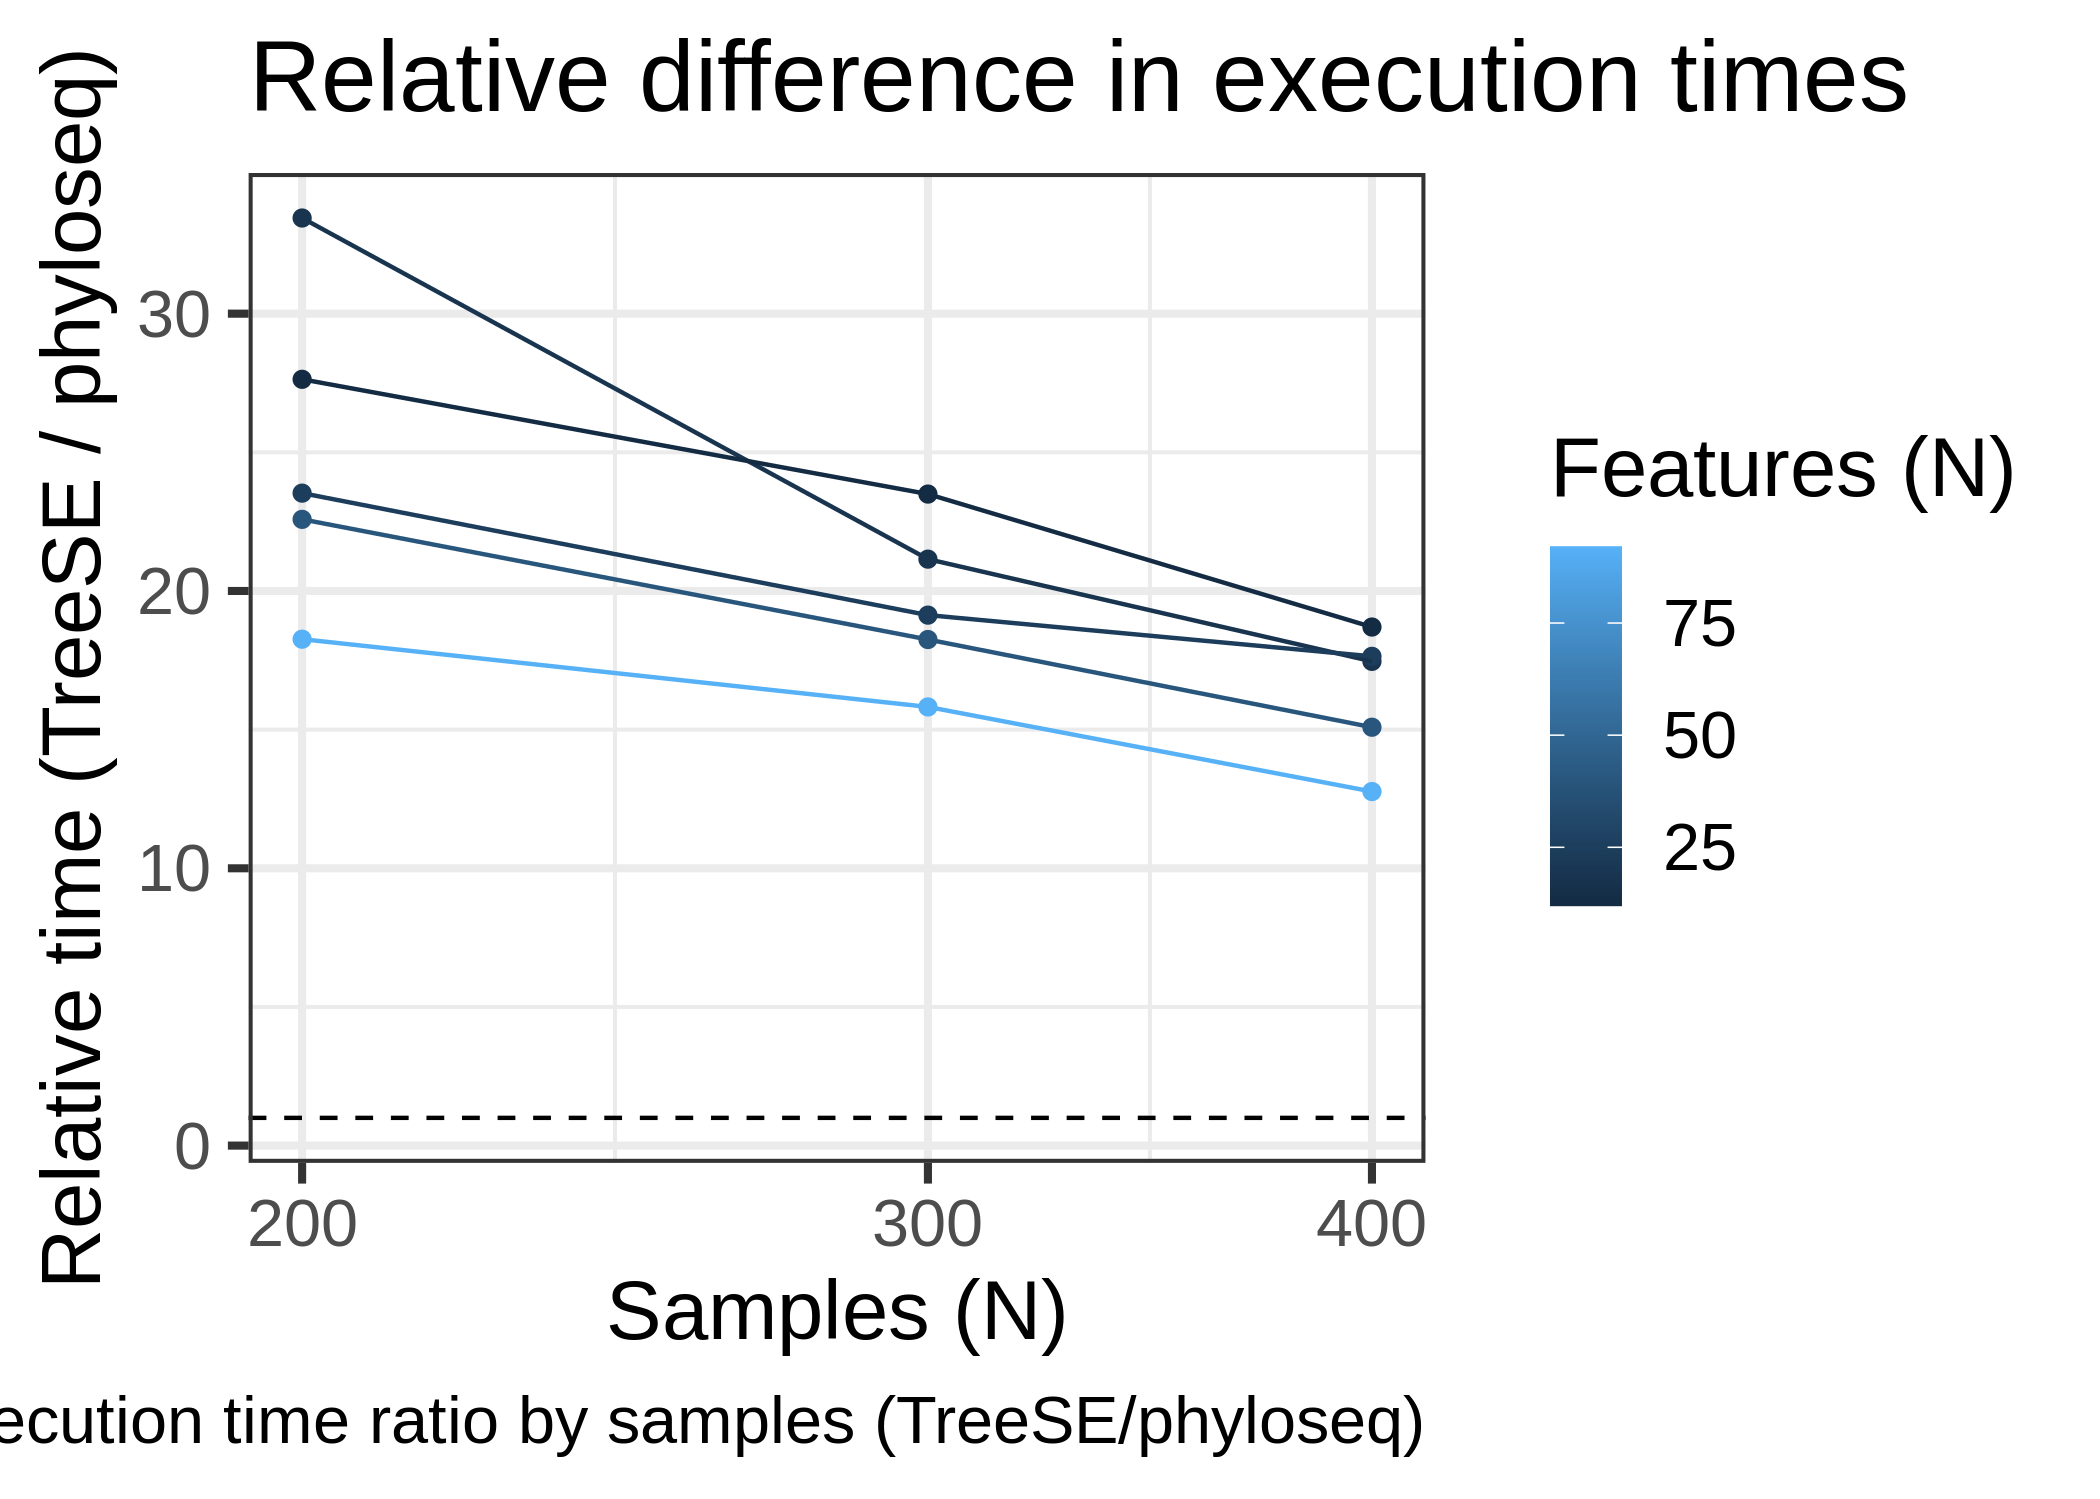 Relative difference in execution times
Relative time (TreeSE / phyloseq)
30
20
10
0
200 300 400
Samples (N)
Features (N)
75
50
25
ecution time ratio by samples (TreeSE/phyloseq)